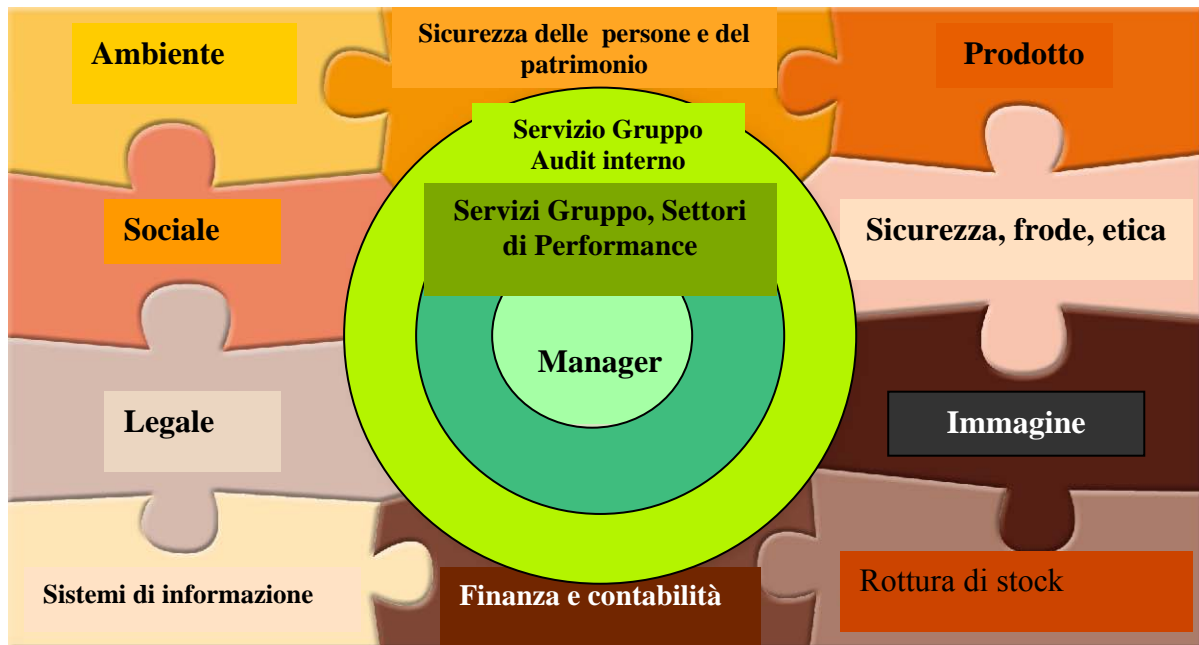 Ambiente
Sicurezza delle persone e del
patrimonio
Prodotto
Servizio Gruppo
Audit interno
Servizi Gruppo, Settori
di Performance
Sociale
Sicurezza, frode, etica
Manager
Legale
Immagine
Sistemi di informazione
Finanza e contabilità
Rottura di stock